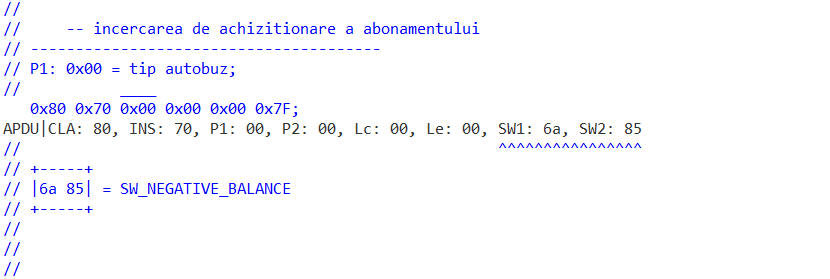 //
//     -- incercarea de achizitionare a abonamentului
// ---------------------------------------
// P1: 0x00 = tip autobuz;
//           ____
   0x80 0x70 0x00 0x00 0x00 0x7F;
APDU|CLA: 80, INS: 70, P1: 00, P2: 00, Lc: 00, Le: 00, SW1: 6a, SW2: 85
//                                                     ^^^^^^^^^^^^^^^^
// +-----+
// |6a 85| = SW_NEGATIVE_BALANCE
// +-----+
//
//
//